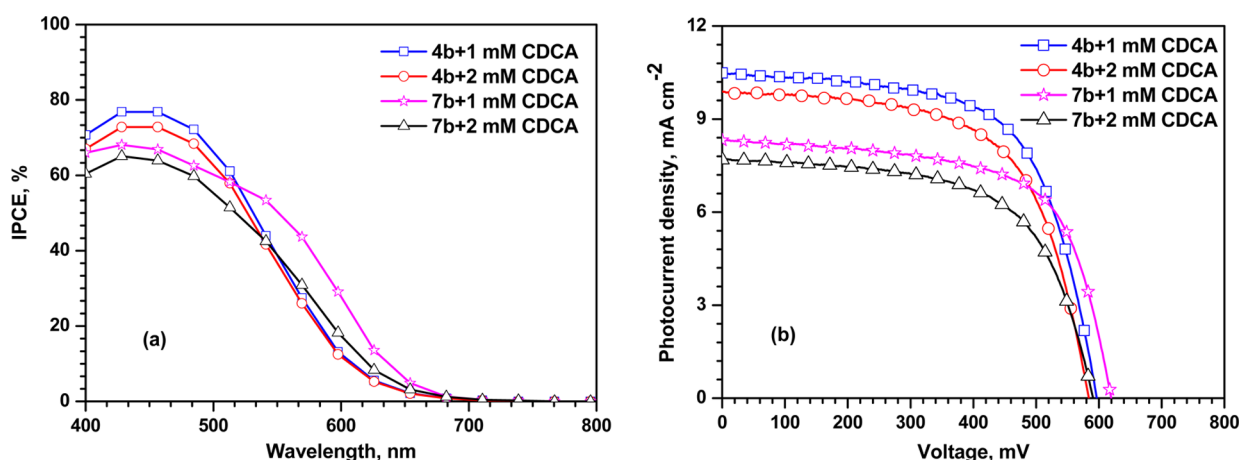 100
80
60
40
20
0
IPCE, %
400
500
600
700
800
Wavelength, nm
4b+1 mM CDCA
4b+2 mM CDCA
7b+1 mM CDCA
7b+2 mM CDCA
(a)
12
9
6
3
0
Photocurrent density, mA cm-2
0
100
200
300
400
500
600
700
800
Voltage, mV
4b+1 mM CDCA
4b+2 mM CDCA
7b+1 mM CDCA
7b+2 mM CDCA
(b)